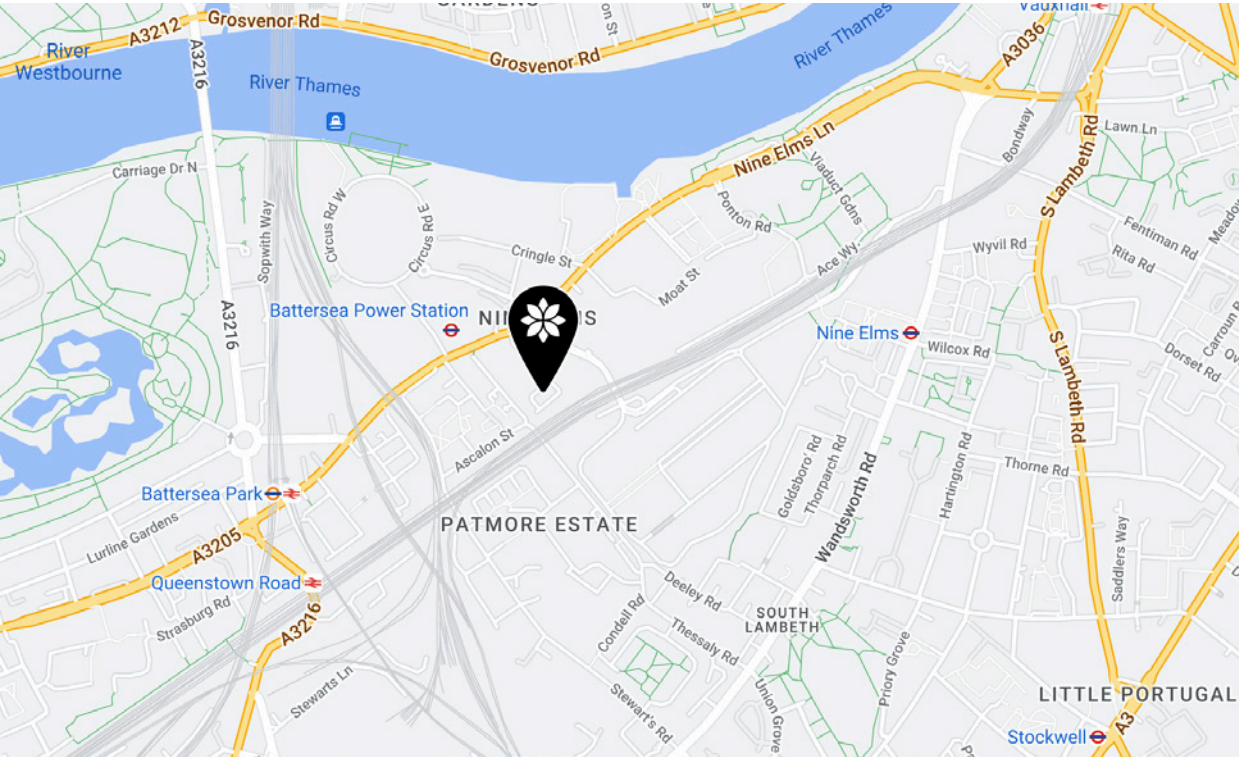 GARDENS
Vauxhall
A3212
Grosvenor Rd
A3036
River
Westbourne
A3216
River Thames
Grosvenor Rd
River Thames
Nine Elms Ln
Bondway
Lawn Ln
S Lambeth Rd
Carriage Dr N
Circus Rd W
Circus Rd E
Sopwith Way
Viaduct Gdns
Ponton Rd
Cringle St
Moat St
Ace Wy.
Wyvil Rd
Fentiman Rd
Rita Rd
A3216
Battersea Power Station
Nine Elms
Wilcox Rd
S Lambeth Rd
Dorset Rd
Ascalon St
Goldsboro' Rd
Thorparch Rd
Wandsworth Rd
Hartington Rd
Thorne Rd
Battersea Park
PATMORE ESTATE
Lurline Gardens
A3205
Saddlers Way
Queenstown Road
Strasburg Rd
A3216
Deeley Rd
Condell Rd
Thessaly Rd
SOUTH
LAMBETH
Priory Grove
Stewarts Ln
Stewart's Rd
Union Grove
LITTLE PORTUGAL
Stockwell
A3